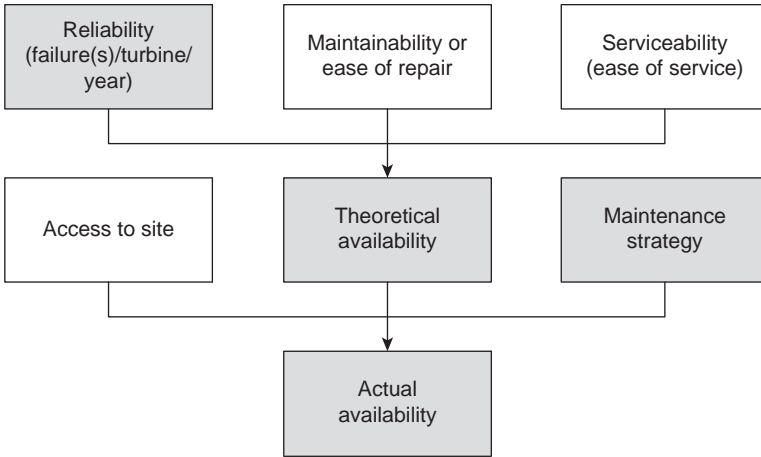 Reliability
(failure(s)/turbine/
year)
Maintainability or
ease of repair
Serviceability
(ease of service)
Access to site
Theoretical
availability
Maintenance
strategy
Actual
availability